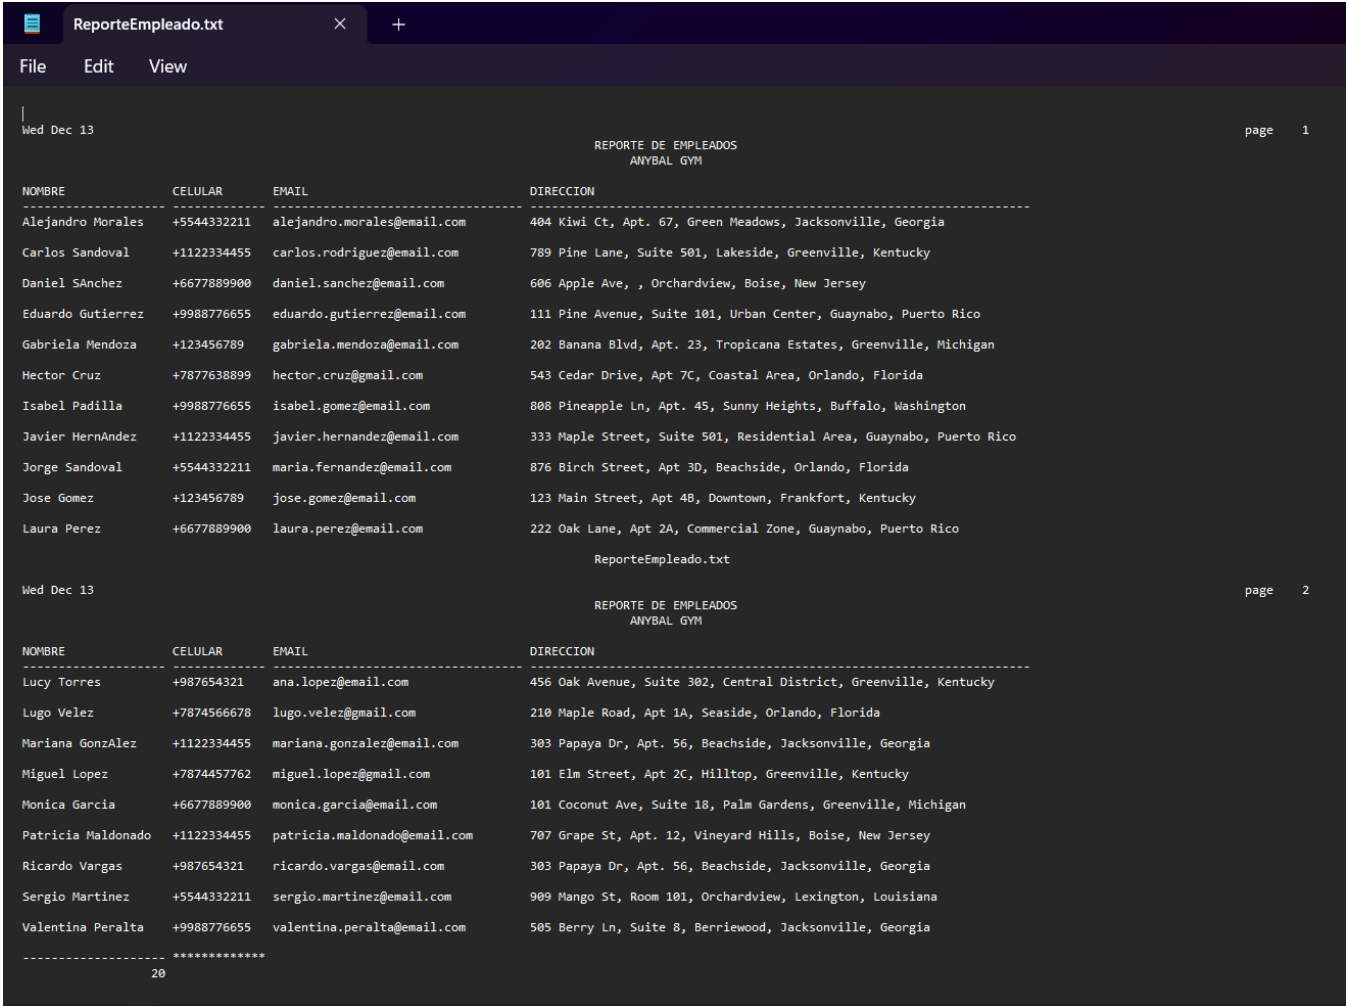 ReporteEmpleado.txt
File Edit View
Wed Dec 13 page 1
REPORTE DE EMPLEADOS
ANYBAL GYM
NOMBRE CELULAR EMAIL DIRECCION
-------------------- ------------- ----------------------------------- ----------------------------------------------------------------------
Alejandro Morales +5544332211 alejandro.morales@email.com 404 Kiwi Ct, Apt. 67, Green Meadows, Jacksonville, Georgia
Carlos Sandoval +1122334455 carlos.rodriguez@email.com 789 Pine Lane, Suite 501, Lakeside, Greenville, Kentucky
Daniel SAnchez +6677889900 daniel.sanchez@email.com 606 Apple Ave, , Orchardview, Boise, New Jersey
Eduardo Gutierrez +9988776655 eduardo.gutierrez@email.com 111 Pine Avenue, Suite 101, Urban Center, Guaynabo, Puerto Rico
Gabriela Mendoza +123456789 gabriela.mendoza@email.com 202 Banana Blvd, Apt. 23, Tropicana Estates, Greenville, Michigan
Hector Cruz +7877638899 hector.cruz@gmail.com 543 Cedar Drive, Apt 7C, Coastal Area, Orlando, Florida
Isabel Padilla +9988776655 isabel.gomez@email.com 808 Pineapple Ln, Apt. 45, Sunny Heights, Buffalo, Washington
Javier HernAndez +1122334455 javier.hernandez@email.com 333 Maple Street, Suite 501, Residential Area, Guaynabo, Puerto Rico
Jorge Sandoval +5544332211 maria.fernandez@email.com 876 Birch Street, Apt 3D, Beachside, Orlando, Florida
Jose Gomez +123456789 jose.gomez@email.com 123 Main Street, Apt 4B, Downtown, Frankfort, Kentucky
Laura Perez +6677889900 laura.perez@email.com 222 Oak Lane, Apt 2A, Commercial Zone, Guaynabo, Puerto Rico
ReporteEmpleado.txt
Wed Dec 13 page 2
REPORTE DE EMPLEADOS
ANYBAL GYM
NOMBRE CELULAR EMAIL DIRECCION
-------------------- ------------- ----------------------------------- ----------------------------------------------------------------------
Lucy Torres +987654321 ana.lopez@email.com 456 Oak Avenue, Suite 302, Central District, Greenville, Kentucky
Lugo Velez +7874566678 lugo.velez@gmail.com 210 Maple Road, Apt 1A, Seaside, Orlando, Florida
Mariana GonzAlez +1122334455 mariana.gonzalez@email.com 303 Papaya Dr, Apt. 56, Beachside, Jacksonville, Georgia
Miguel Lopez +7874457762 miguel.lopez@gmail.com 101 Elm Street, Apt 2C, Hilltop, Greenville, Kentucky
Monica Garcia +6677889900 monica.garcia@email.com 101 Coconut Ave, Suite 18, Palm Gardens, Greenville, Michigan
Patricia Maldonado +1122334455 patricia.maldonado@email.com 707 Grape St, Apt. 12, Vineyard Hills, Boise, New Jersey
Ricardo Vargas +987654321 ricardo.vargas@email.com 303 Papaya Dr, Apt. 56, Beachside, Jacksonville, Georgia
Sergio Martinez +5544332211 sergio.martinez@email.com 909 Mango St, Room 101, Orchardview, Lexington, Louisiana
Valentina Peralta +9988776655 valentina.peralta@email.com 505 Berry Ln, Suite 8, Berriewood, Jacksonville, Georgia
-------------------- *************
20